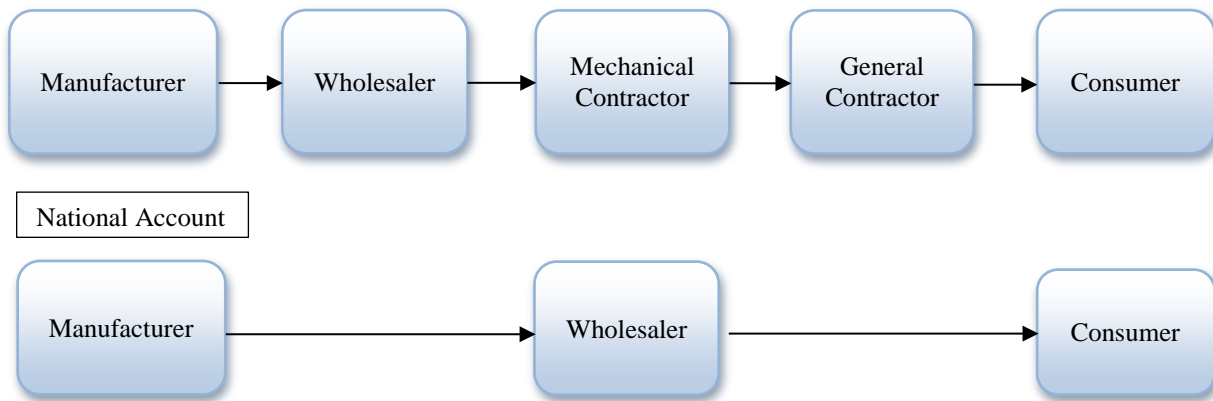 Manufacturer
Wholesaler
Mechanical
Contractor
General
Contractor
Consumer
National Account
Manufacturer
Wholesaler
Consumer